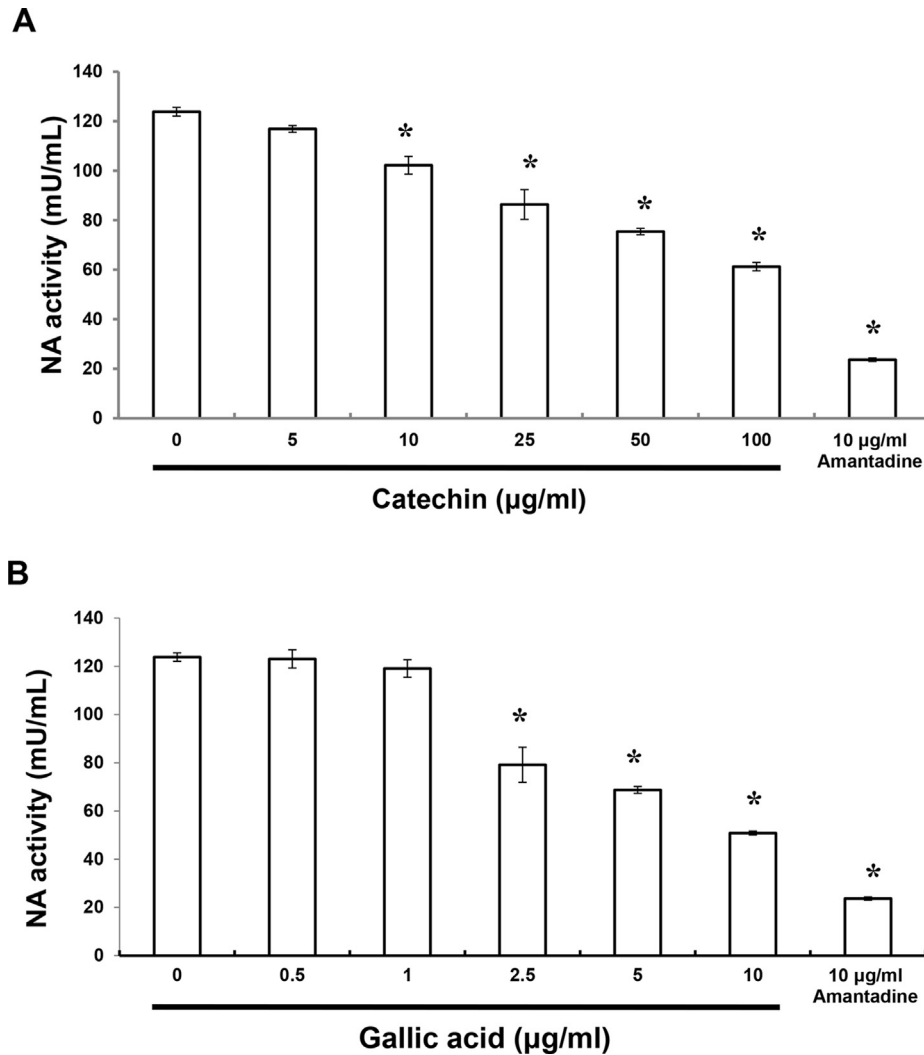 A
NA activity (mU/mL)
140
120
100
80
60
40
20
0
*
*
*
*
*
0 5 10 25 50 100 10 µg/ml
Amantadine
Catechin (µg/ml)
B
NA activity (mU/mL)
140
120
100
80
60
40
20
0
*
*
*
*
0 0.5 1 2.5 5 10 10 µg/ml
Amantadine
Gallic acid (µg/ml)